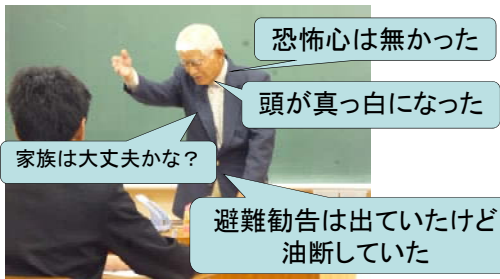 恐怖心は無かった
頭が真っ白になった
家族は大丈夫かな？
避難勧告は出ていたけど
油断していた